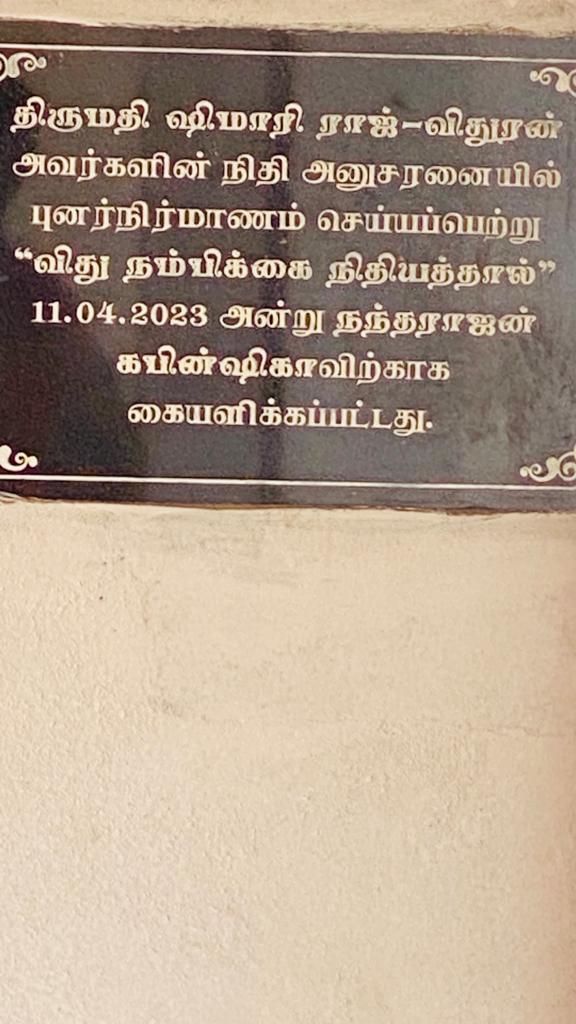 திருமதி ஷிமாரி ராஜ்-விதுரன்
அவர்களின் நிதி அனுசரனையில்
புனர்நிர்மாணம் செய்யப்பெற்று
“விது நம்பிக்கை நிதியத்தால்”
11.04.2023 அன்று நந்தராஜன்
கபின்ஷிகாவிற்காக
கையளிக்கப்பட்டது.